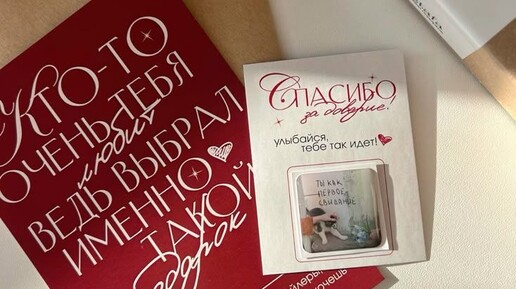 Кто-то
очень тебя
любит
ведь выбрал
именно
такой
подарок
Спасибо
за доверие!
улыбайся,
тебе так идет!
ТЫ КАК
ПЕРВОЕ
СВИДАНИЕ